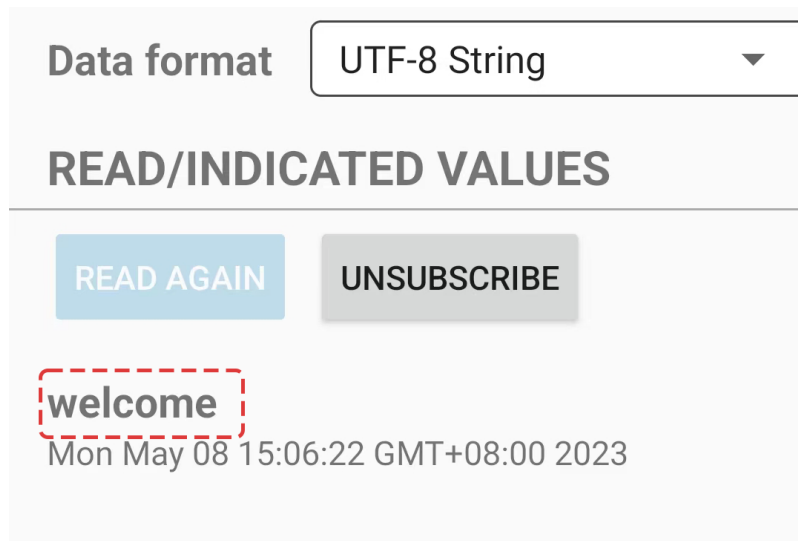 Data format UTF-8 String
READ/INDICATED VALUES
READ AGAIN UNSUBSCRIBE
welcome
Mon May 08 15:06:22 GMT+08:00 2023